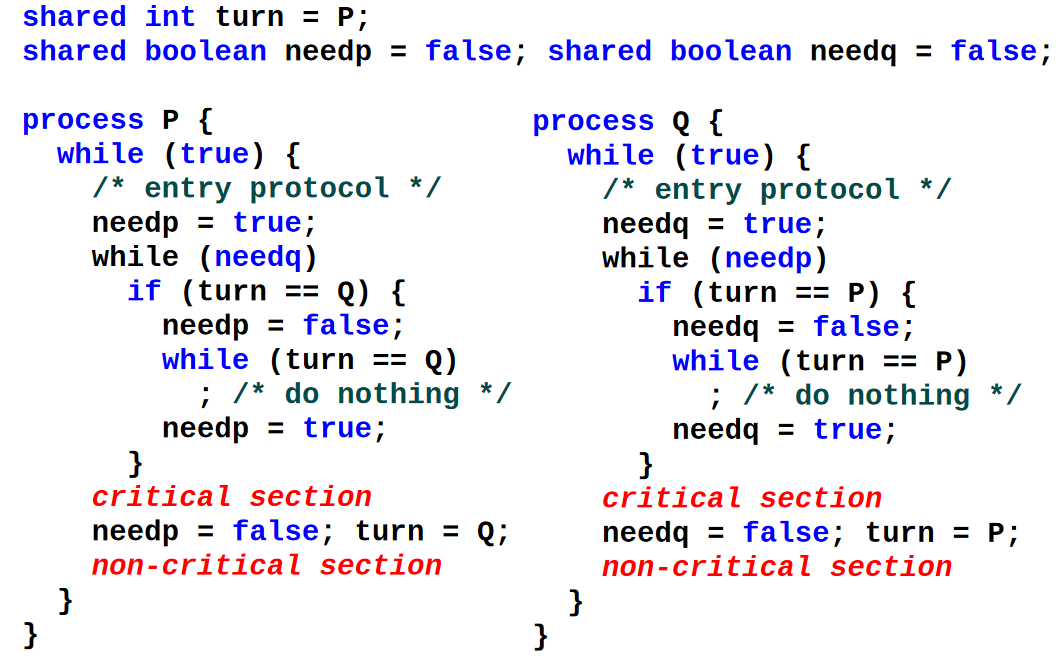 shared int turn = P;
shared boolean needp = false; shared boolean needq = false;
process P {
while (true) {
/* entry protocol */
needp = true;
while (needq)
if (turn == Q) {
needp = false;
while (turn == Q)
; /* do nothing */
needp = true;
}
critical section
needp = false; turn = Q;
non-critical section
}
}
process Q {
while (true) {
/* entry protocol */
needq = true;
while (needp)
if (turn == P) {
needq = false;
while (turn == P)
; /* do nothing */
needq = true;
}
critical section
needq = false; turn = P;
non-critical section
}
}